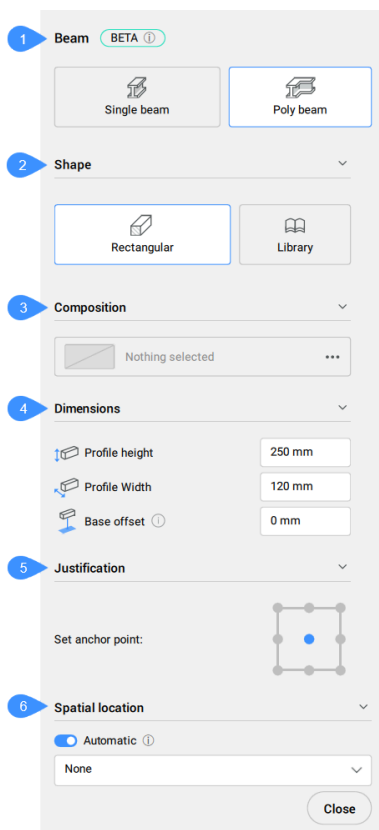 1 Beam BETA
Single beam Poly beam
2 Shape
Rectangular Library
3 Composition
Nothing selected
4 Dimensions
Profile height 250 mm
Profile Width 120 mm
Base offset 0 mm
5 Justification
Set anchor point:
6 Spatial location
Automatic
None
Close